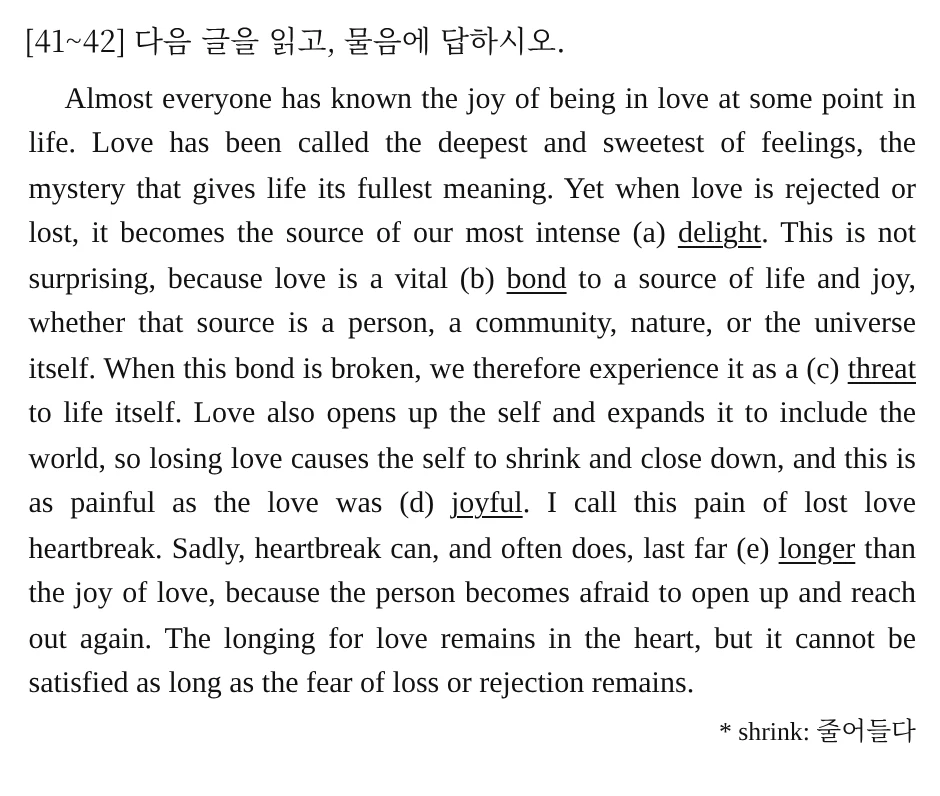 [41~42] 다음 글을 읽고, 물음에 답하시오.
Almost everyone has known the joy of being in love at some point in
life. Love has been called the deepest and sweetest of feelings, the
mystery that gives life its fullest meaning. Yet when love is rejected or
lost, it becomes the source of our most intense (a) delight. This is not
surprising, because love is a vital (b) bond to a source of life and joy,
whether that source is a person, a community, nature, or the universe
itself. When this bond is broken, we therefore experience it as a (c) threat
to life itself. Love also opens up the self and expands it to include the
world, so losing love causes the self to shrink and close down, and this is
as painful as the love was (d) joyful. I call this pain of lost love
heartbreak. Sadly, heartbreak can, and often does, last far (e) longer than
the joy of love, because the person becomes afraid to open up and reach
out again. The longing for love remains in the heart, but it cannot be
satisfied as long as the fear of loss or rejection remains.
* shrink: 줄어들다